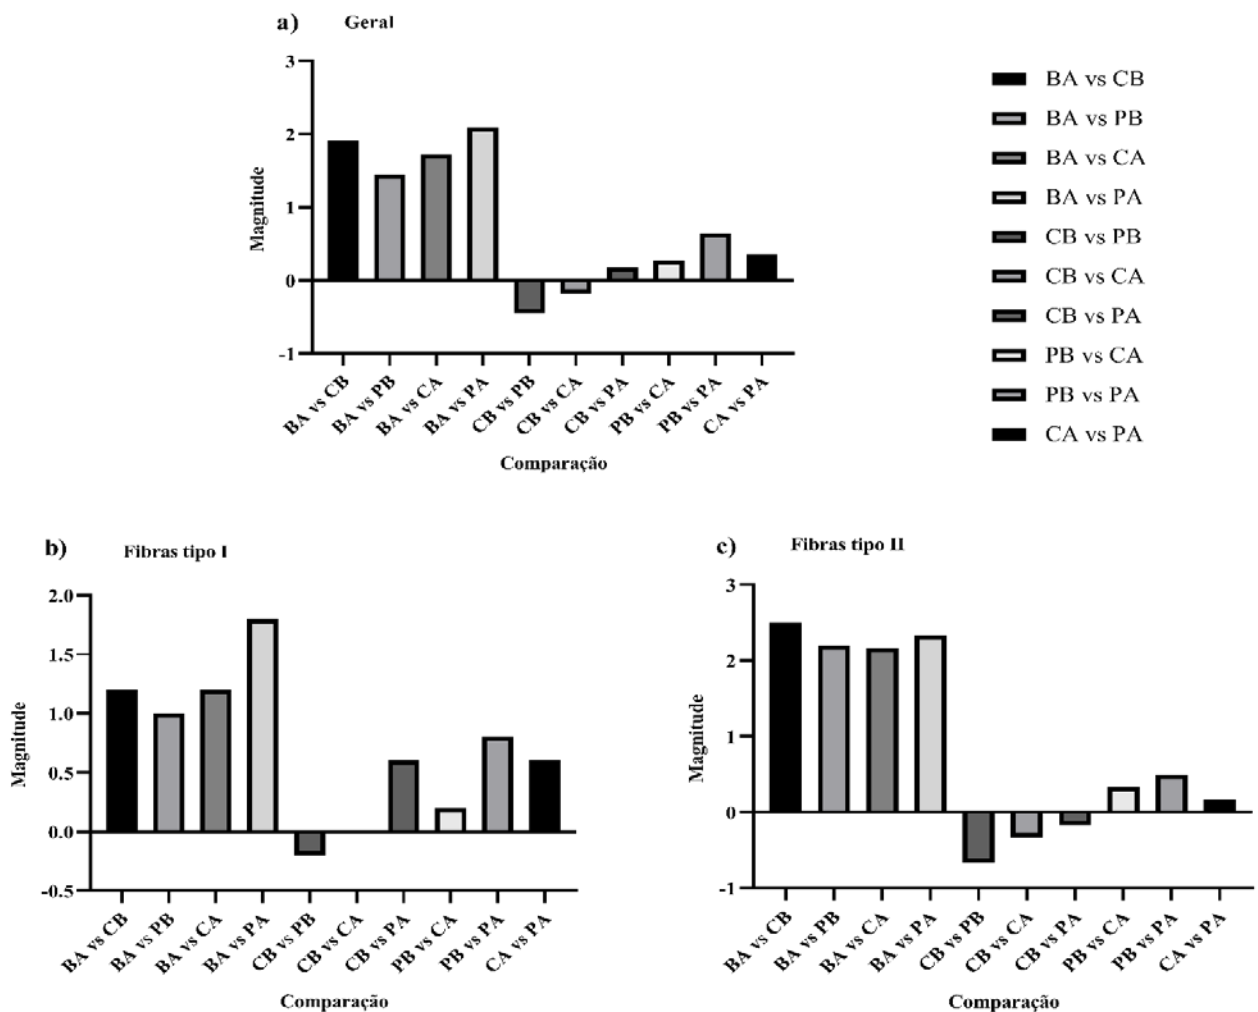 a) Geral
3
2
1
0
-1
Magnitude
BA vs CB
BA vs PB
BA vs CA
BA vs PA
CB vs PB
CB vs CA
CB vs PA
PB vs CA
PB vs PA
CA vs PA
Comparação
BA vs CB
BA vs PB
BA vs CA
BA vs PA
CB vs PB
CB vs CA
CB vs PA
PB vs CA
PB vs PA
CA vs PA
b) Fibras tipo I
2.0
1.5
1.0
0.5
0.0
-0.5
Magnitude
BA vs CB
BA vs PB
BA vs CA
BA vs PA
CB vs PB
CB vs CA
CB vs PA
PB vs CA
PB vs PA
CA vs PA
Comparação
c) Fibras tipo II
3
2
1
0
-1
Magnitude
BA vs CB
BA vs PB
BA vs CA
BA vs PA
CB vs PB
CB vs CA
CB vs PA
PB vs CA
PB vs PA
CA vs PA
Comparação